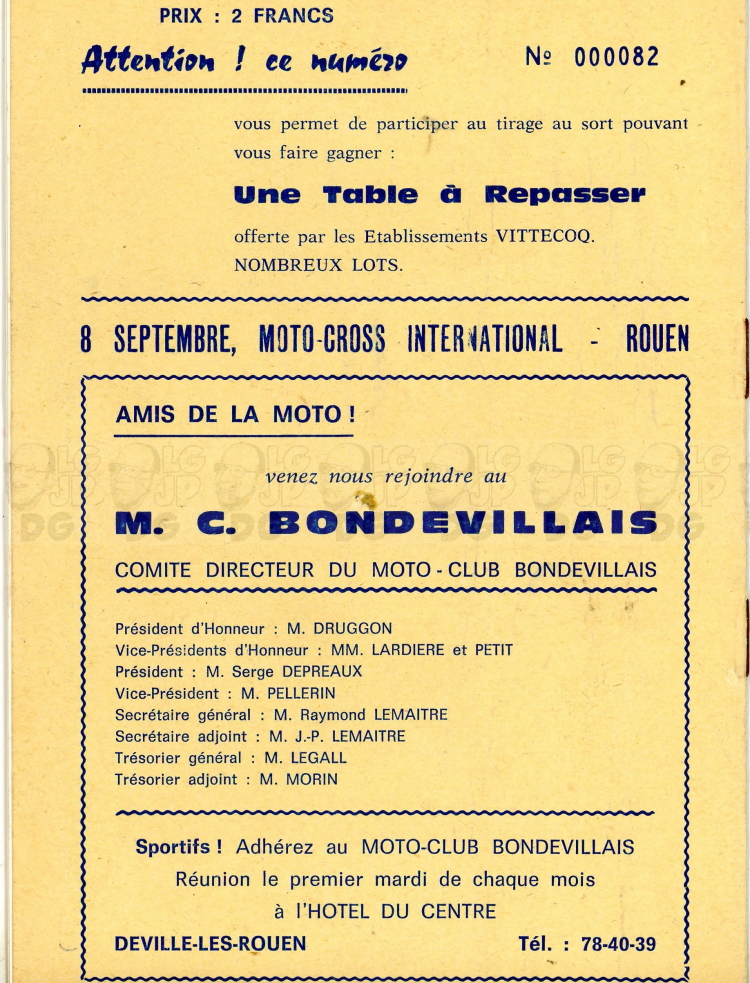 PRIX : 2 FRANCS
Attention ! ce numéro
Nº 000082
vous permet de participer au tirage au sort pouvant
vous faire gagner :
Une Table à Repasser
offerte par les Etablissements VITTECOQ.
NOMBREUX LOTS.
8 SEPTEMBRE, MOTO-CROSS INTERNATIONAL - ROUEN
AMIS DE LA MOTO !
venez nous rejoindre au
M. C. BONDEVILLAIS
COMITE DIRECTEUR DU MOTO-CLUB BONDEVILLAIS
Président d'Honneur : M. DRUGGON
Vice-Présidents d'Honneur : MM. LARDIERE et PETIT
Président : M. Serge DEPREAUX
Vice-Président : M. PELLERIN
Secrétaire général : M. Raymond LEMAITRE
Secrétaire adjoint : M. J.-P. LEMAITRE
Trésorier général : M. LEGALL
Trésorier adjoint : M. MORIN
Sportifs ! Adhérez au MOTO-CLUB BONDEVILLAIS
Réunion le premier mardi de chaque mois
à l'HOTEL DU CENTRE
DEVILLE-LES-ROUEN Tél. : 78-40-39